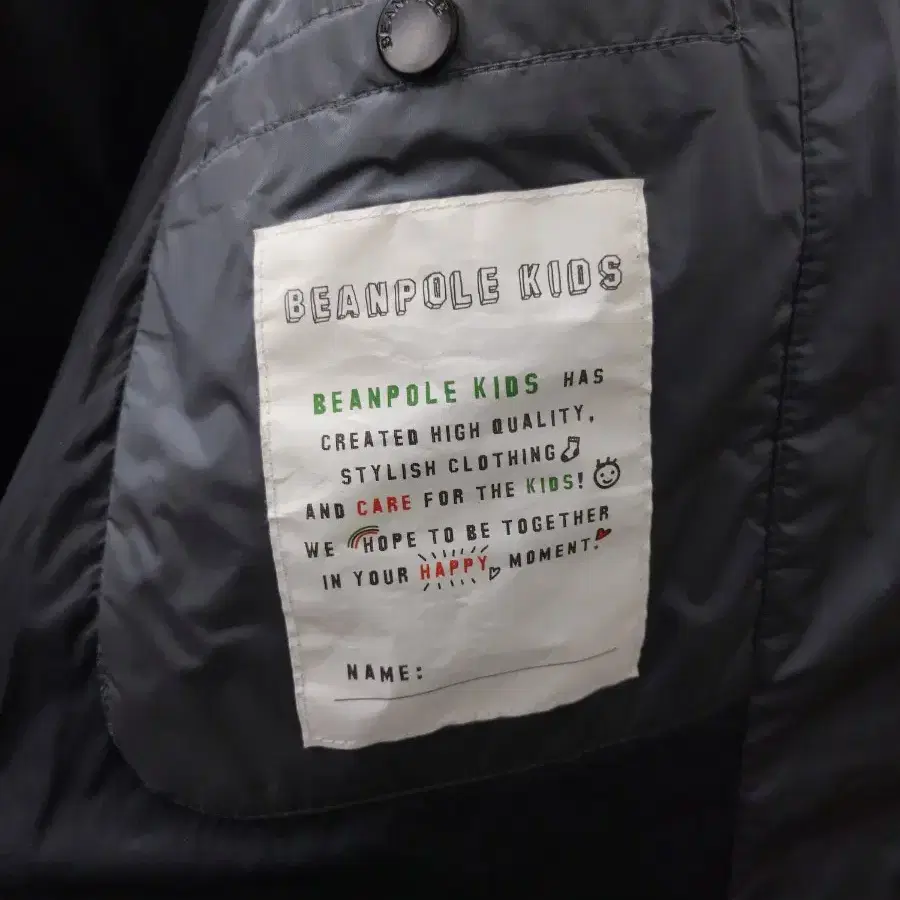 BEANPOLE
BEANPOLE KIDS
BEANPOLE KIDS HAS
CREATED HIGH QUALITY,
STYLISH CLOTHING
AND CARE FOR THE KIDS!
WE HOPE TO BE TOGETHER
IN YOUR HAPPY MOMENT.
NAME: